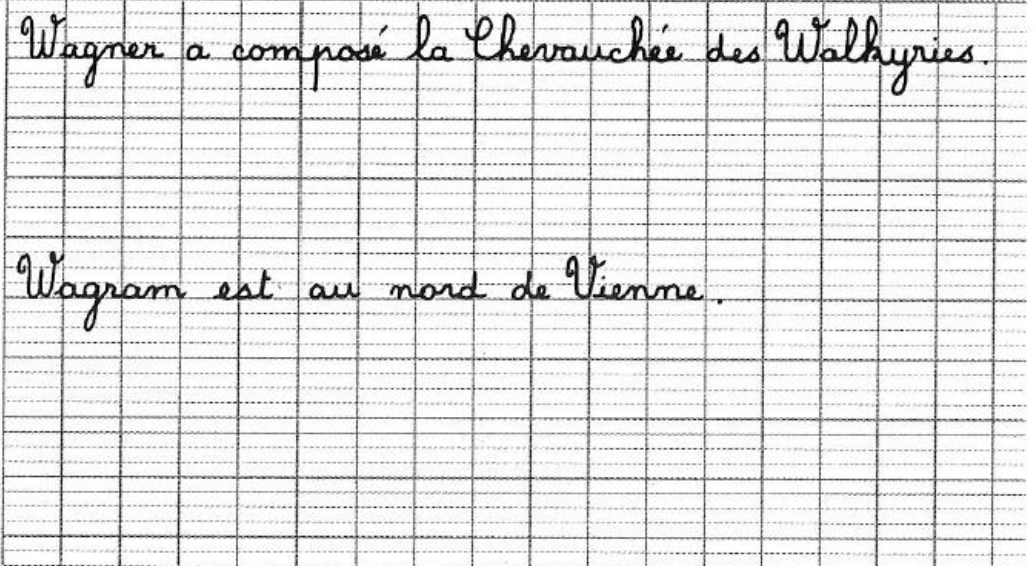 Wagner a composé la Chevauchée des Walkyries.
Wagram est au nord de Vienne.